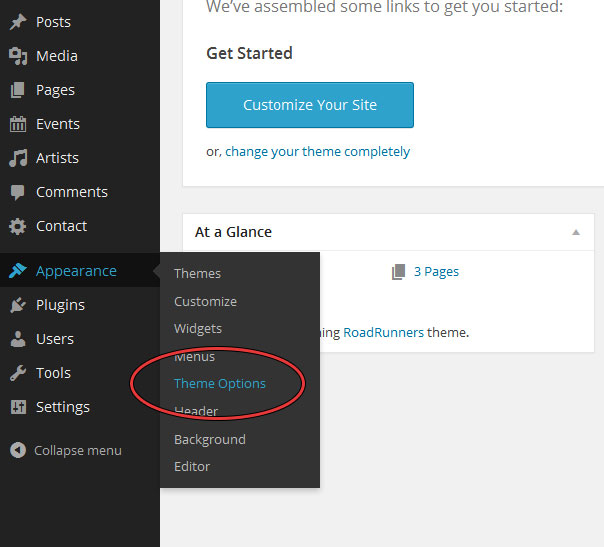 Posts
Media
Pages
Events
Artists
Comments
Contact
Appearance
Plugins
Users
Tools
Settings
Collapse menu
Themes
Customize
Widgets
Menus
Theme Options
Header
Background
Editor
We've assembled some links to get you started:
Get Started
Customize Your Site
or, change your theme completely
At a Glance
3 Pages
RoadRunners theme.